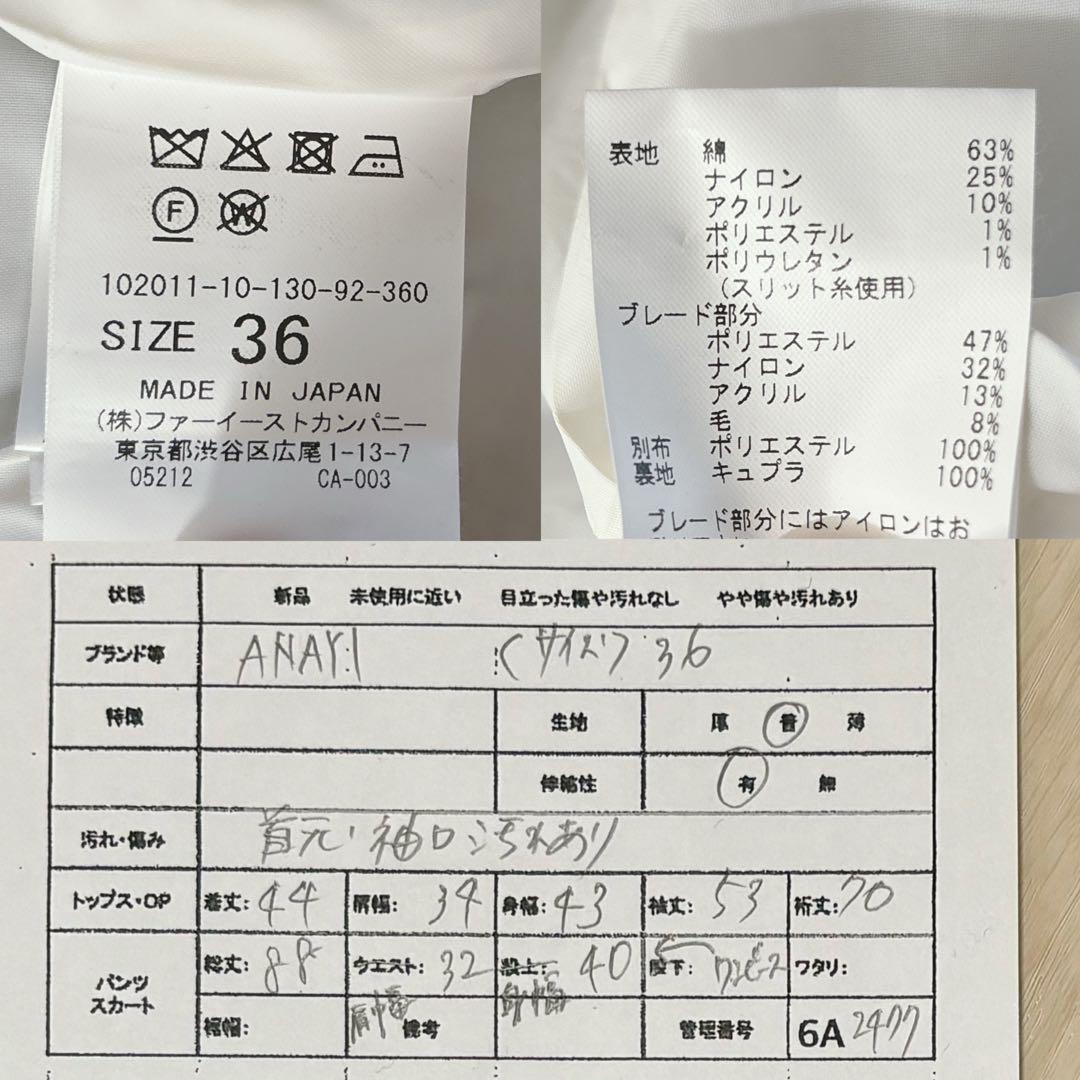 F
W
102011-10-130-92-360
SIZE 36
MADE IN JAPAN
(株)ファーイーストカンパニー
東京都渋谷区広尾1-13-7
05212 CA-003
表地 綿 63%
ナイロン 25%
アクリル 10%
ポリエステル 1%
ポリウレタン 1%
(スリット糸使用)
ブレード部分
ポリエステル 47%
ナイロン 32%
アクリル 13%
毛 8%
別布 ポリエステル 100%
裏地 キュプラ 100%
ブレード部分にはアイロンはお
状態 新品 未使用に近い 目立った傷や汚れなし やや傷や汚れあり
ブランド等 ANAYI (サイズ) 36
特徴 生地 厚 普 薄
伸縮性 有 無
汚れ・傷み 首元・袖口汚れあり
トップス・OP 着丈: 44 肩幅: 34 身幅: 43 袖丈: 53 裄丈: 70
パンツ スカート 総丈: 88 ウエスト: 32 股上: 40 股下: ワンピース ワタリ:
肩幅 身幅
裾幅: 備考 管理番号 6A 2477